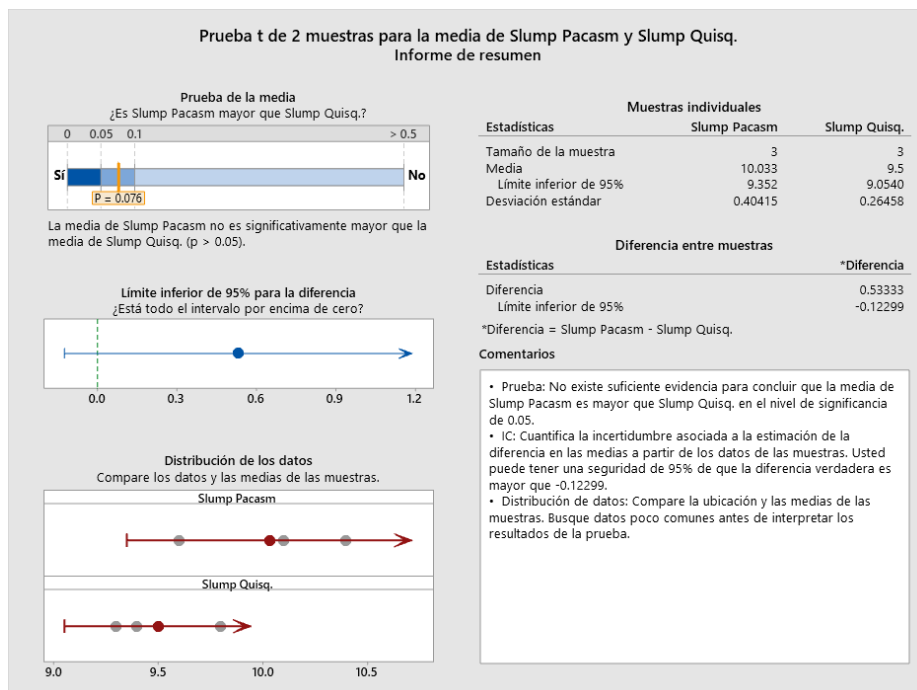 Prueba t de 2 muestras para la media de Slump Pacasm y Slump Quisq.
Informe de resumen
Prueba de la media
¿Es Slump Pacasm mayor que Slump Quisq.?
0 0.05 0.1 > 0.5
Sí No
P = 0.076
La media de Slump Pacasm no es significativamente mayor que la
media de Slump Quisq. (p > 0.05).
Límite inferior de 95% para la diferencia
¿Está todo el intervalo por encima de cero?
0.0 0.3 0.6 0.9 1.2
Distribución de los datos
Compare los datos y las medias de las muestras.
Slump Pacasm
Slump Quisq.
9.0 9.5 10.0 10.5
Muestras individuales
Estadísticas Slump Pacasm Slump Quisq.
Tamaño de la muestra 3 3
Media 10.033 9.5
Límite inferior de 95% 9.352 9.0540
Desviación estándar 0.40415 0.26458
Diferencia entre muestras
Estadísticas *Diferencia
Diferencia 0.53333
Límite inferior de 95% -0.12299
*Diferencia = Slump Pacasm - Slump Quisq.
Comentarios
• Prueba: No existe suficiente evidencia para concluir que la media de
Slump Pacasm es mayor que Slump Quisq. en el nivel de significancia
de 0.05.
• IC: Cuantifica la incertidumbre asociada a la estimación de la
diferencia en las medias a partir de los datos de las muestras. Usted
puede tener una seguridad de 95% de que la diferencia verdadera es
mayor que -0.12299.
• Distribución de datos: Compare la ubicación y las medias de las
muestras. Busque datos poco comunes antes de interpretar los
resultados de la prueba.